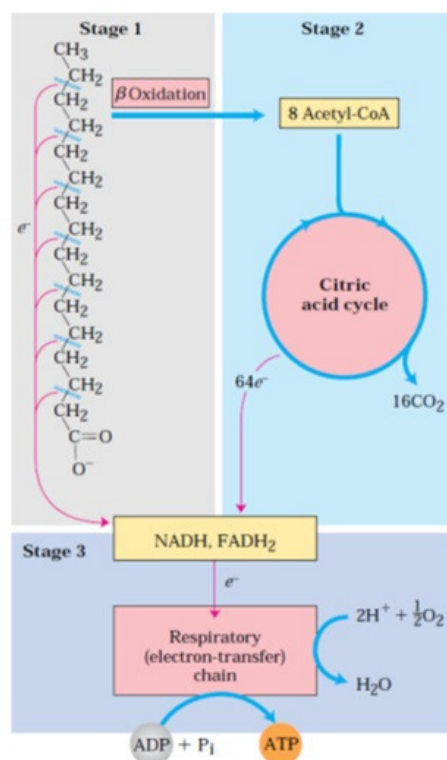 Stage 1
CH₃
CH₂
CH₂
CH₂
CH₂
CH₂
CH₂
CH₂
CH₂
CH₂
CH₂
CH₂
CH₂
CH₂
CH₂
C=O
O⁻
e⁻
β Oxidation
Stage 2
8 Acetyl-CoA
Citric
acid cycle
64e⁻
16CO₂
NADH, FADH₂
Stage 3
e⁻
Respiratory
(electron-transfer)
chain
2H⁺ + ½O₂
H₂O
ADP + Pᵢ
ATP